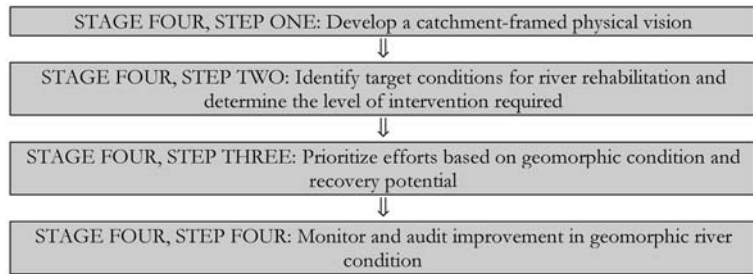 STAGE FOUR, STEP ONE: Develop a catchment-framed physical vision
⇓
STAGE FOUR, STEP TWO: Identify target conditions for river rehabilitation and
determine the level of intervention required
⇓
STAGE FOUR, STEP THREE: Prioritize efforts based on geomorphic condition and
recovery potential
⇓
STAGE FOUR, STEP FOUR: Monitor and audit improvement in geomorphic river
condition